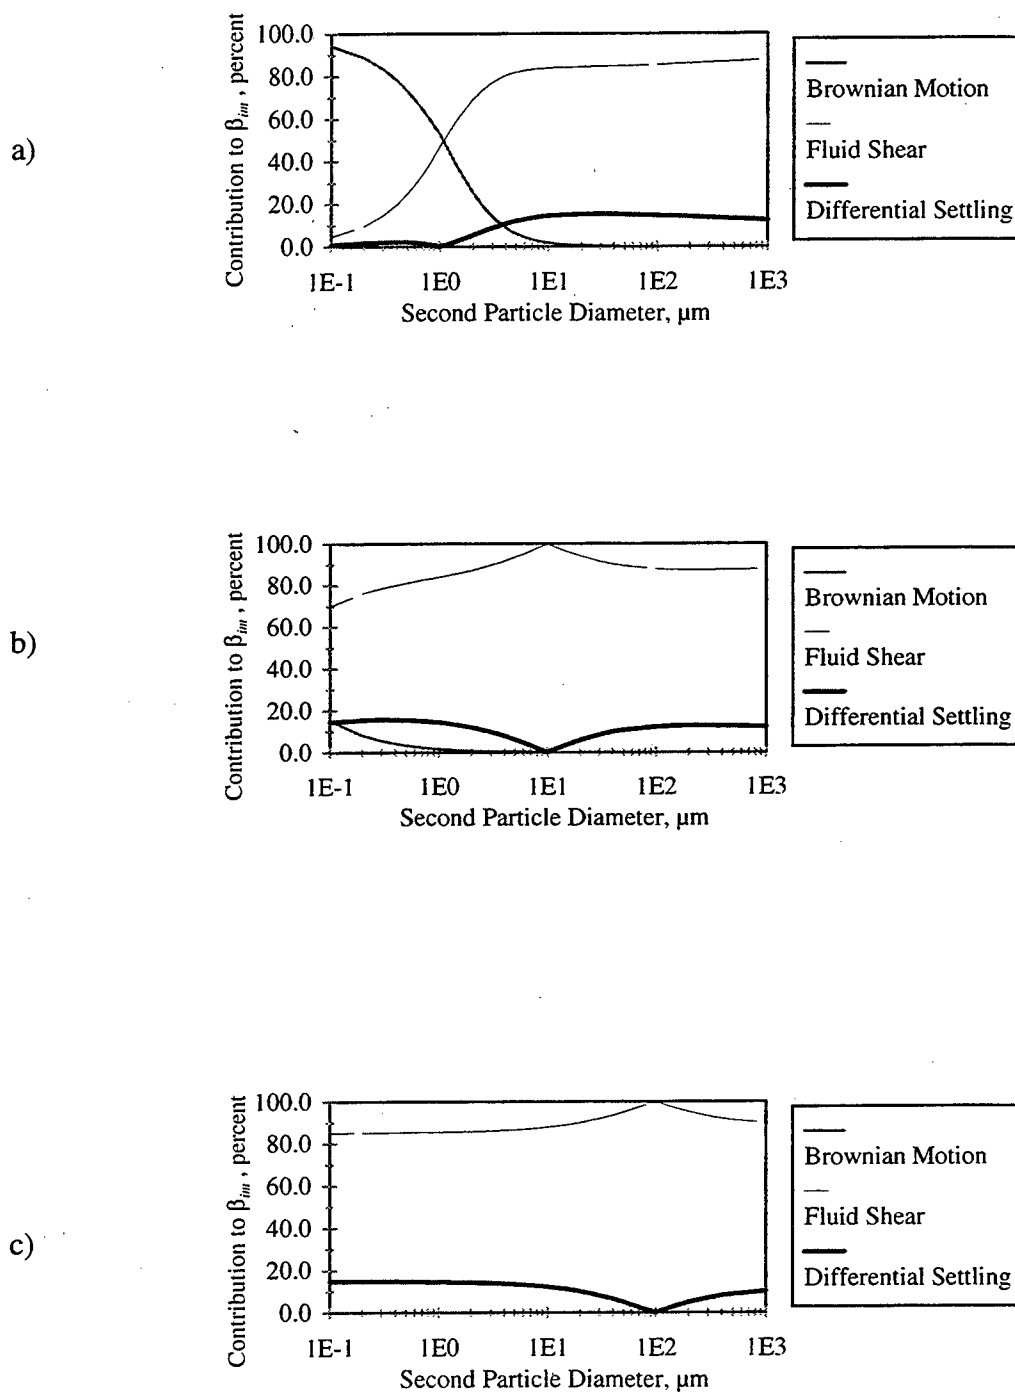 a)
Contribution to βim , percent
100.0
80.0
60.0
40.0
20.0
0.0
1E-1 1E0 1E1 1E2 1E3
Second Particle Diameter, µm
Brownian Motion
Fluid Shear
Differential Settling
b)
Contribution to βim , percent
100.0
80.0
60.0
40.0
20.0
0.0
1E-1 1E0 1E1 1E2 1E3
Second Particle Diameter, µm
Brownian Motion
Fluid Shear
Differential Settling
c)
Contribution to βim , percent
100.0
80.0
60.0
40.0
20.0
0.0
1E-1 1E0 1E1 1E2 1E3
Second Particle Diameter, µm
Brownian Motion
Fluid Shear
Differential Settling